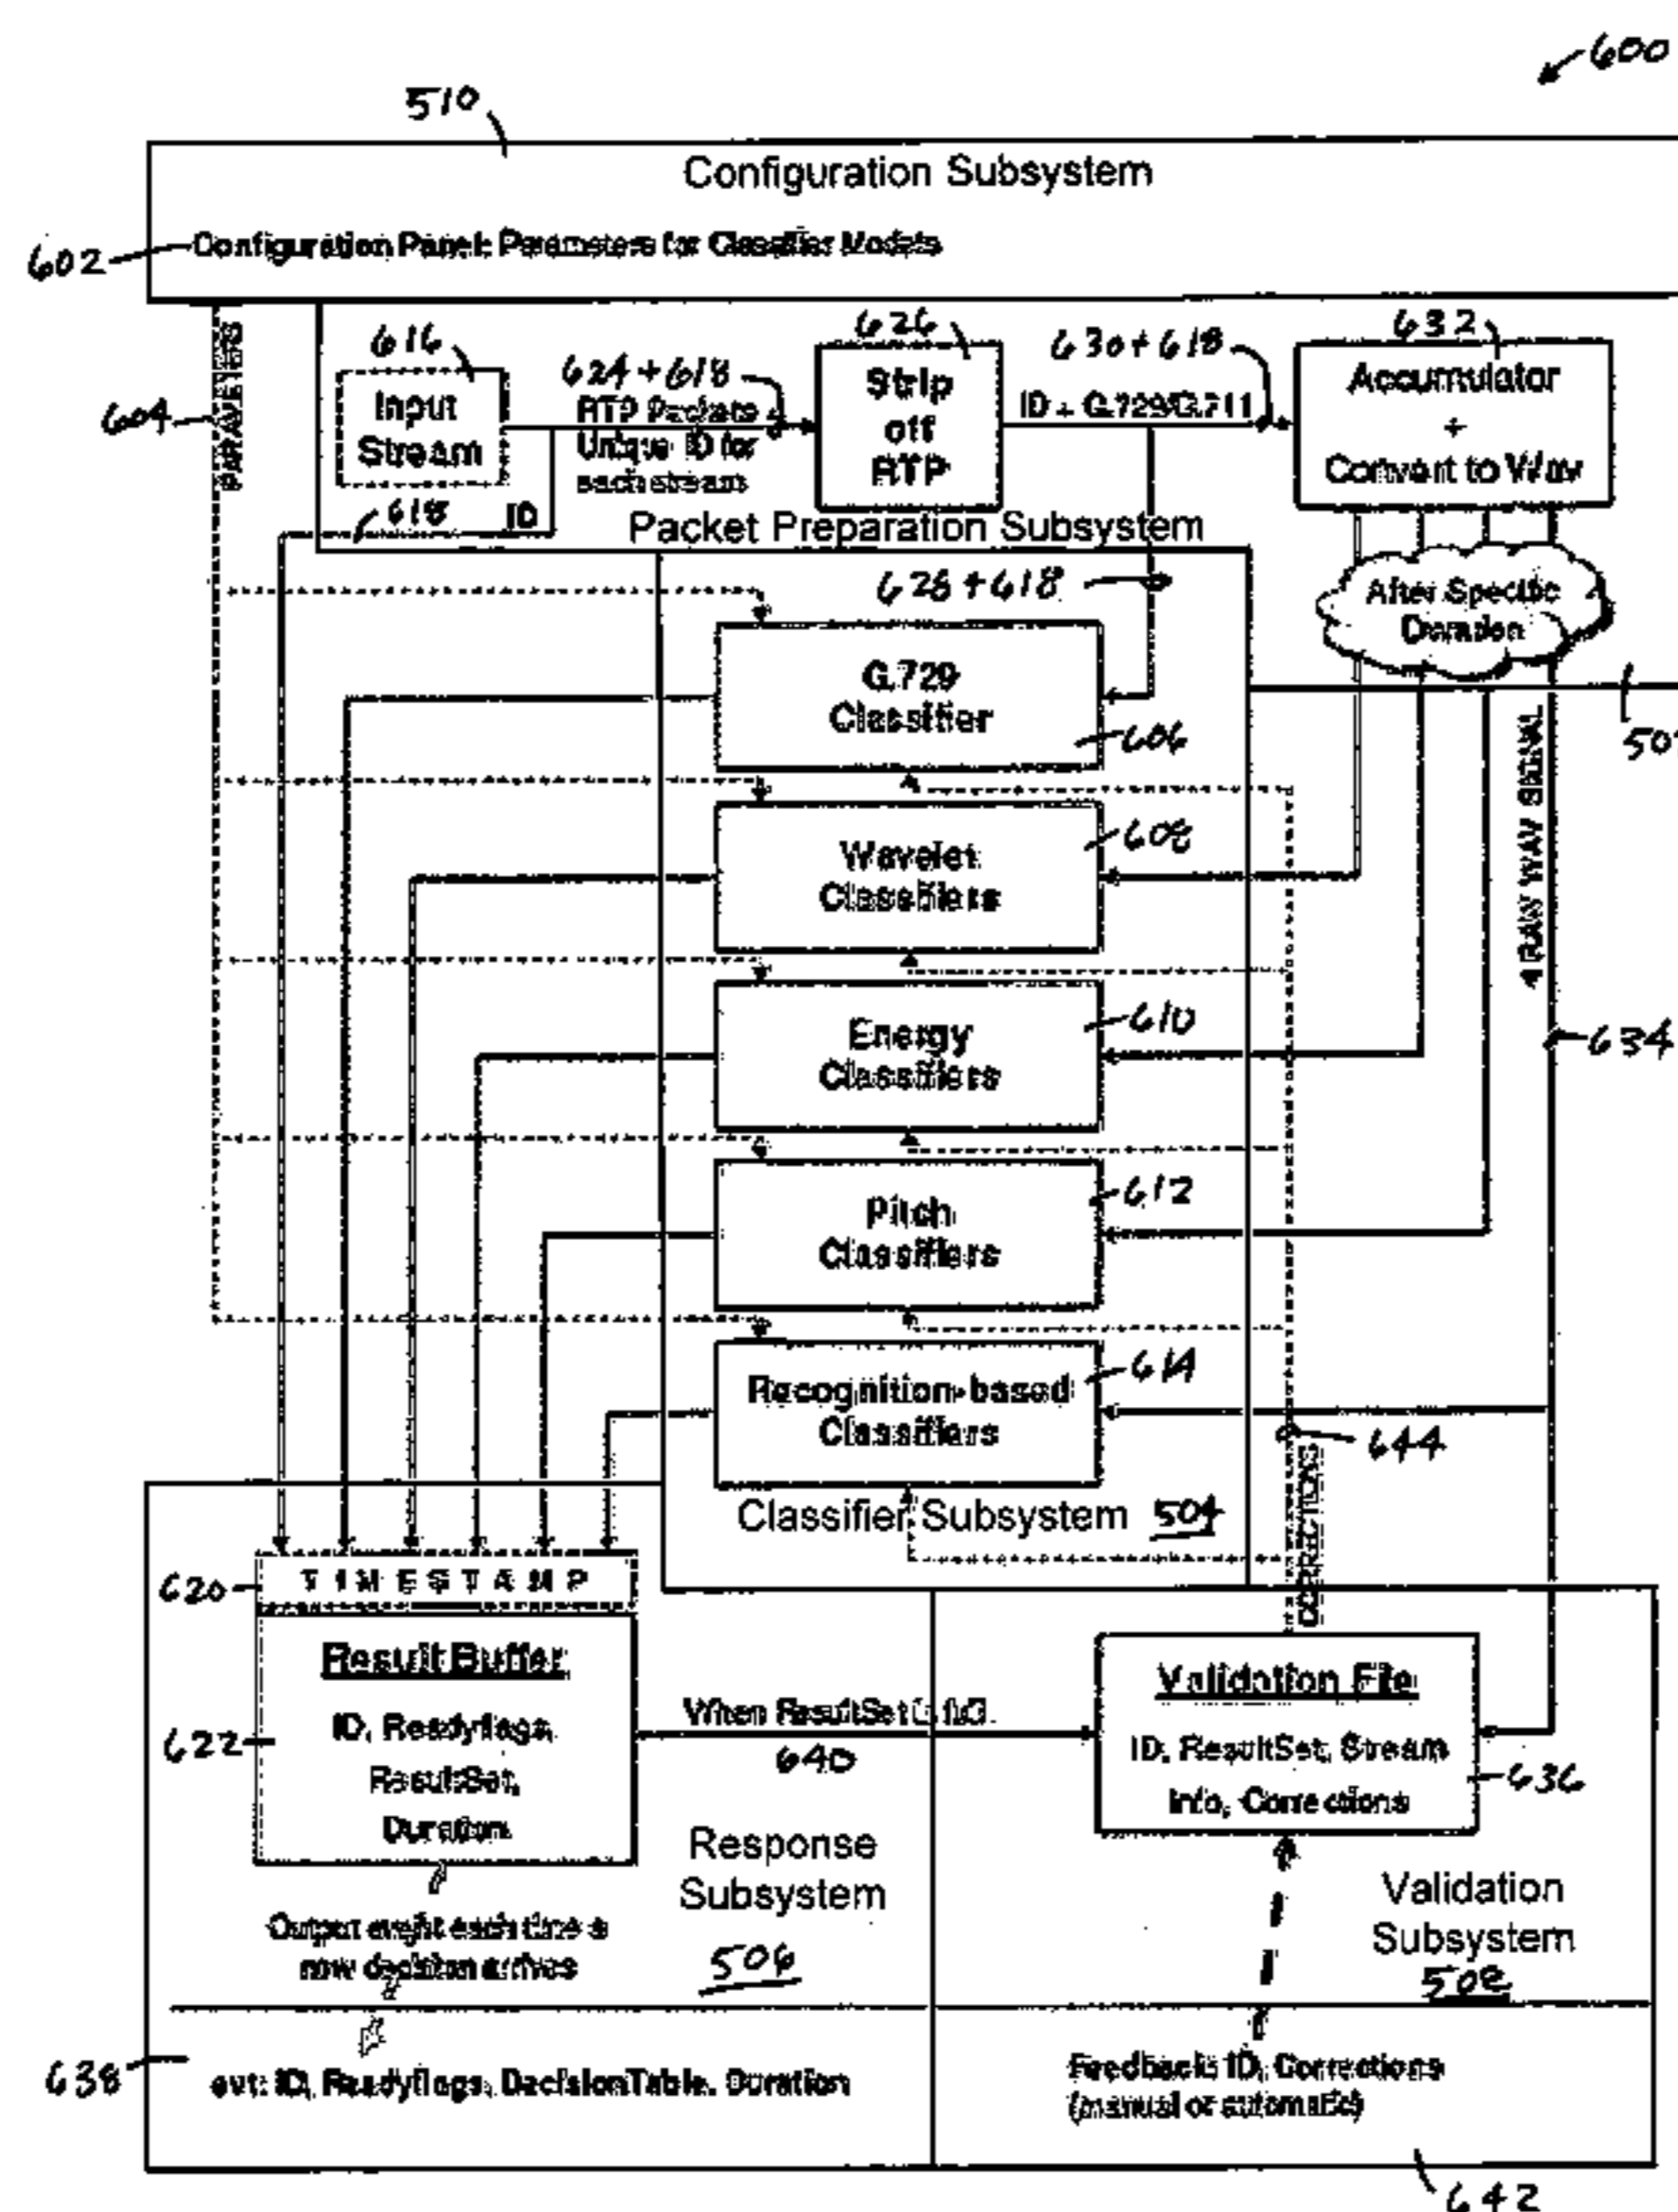 600
510
Configuration Subsystem
602
Configuration Panel: Parameters for Classifier Models
604
PARAMETERS
616
Input
Stream
618
ID
624+618
RTP Packets
Unique ID for
each stream
626
Strip
off
RTP
630+618
ID + G.729/G.711
632
Accumulator
+
Convert to Wav
Packet Preparation Subsystem
628+618
After Specific
Duration
G.729
Classifier
606
Wavelet
Classifiers
608
RAW WAV SIGNAL
Energy
Classifiers
610
634
Pitch
Classifiers
612
Recognition-based
Classifiers
614
644
CORRECTIONS
Classifier Subsystem 504
620
TIMESTAMP
Result Buffer
ID, Readyflags,
ResultSet,
Duration
622
When ResultSet is full
640
Validation File
ID, ResultSet, Stream
Info, Corrections
636
Response
Subsystem
506
Validation
Subsystem
508
Output event each time a
new decision arrives
638
evt: ID, Readyflags, DecisionTable, Duration
Feedback: ID, Corrections
(manual or automatic)
642